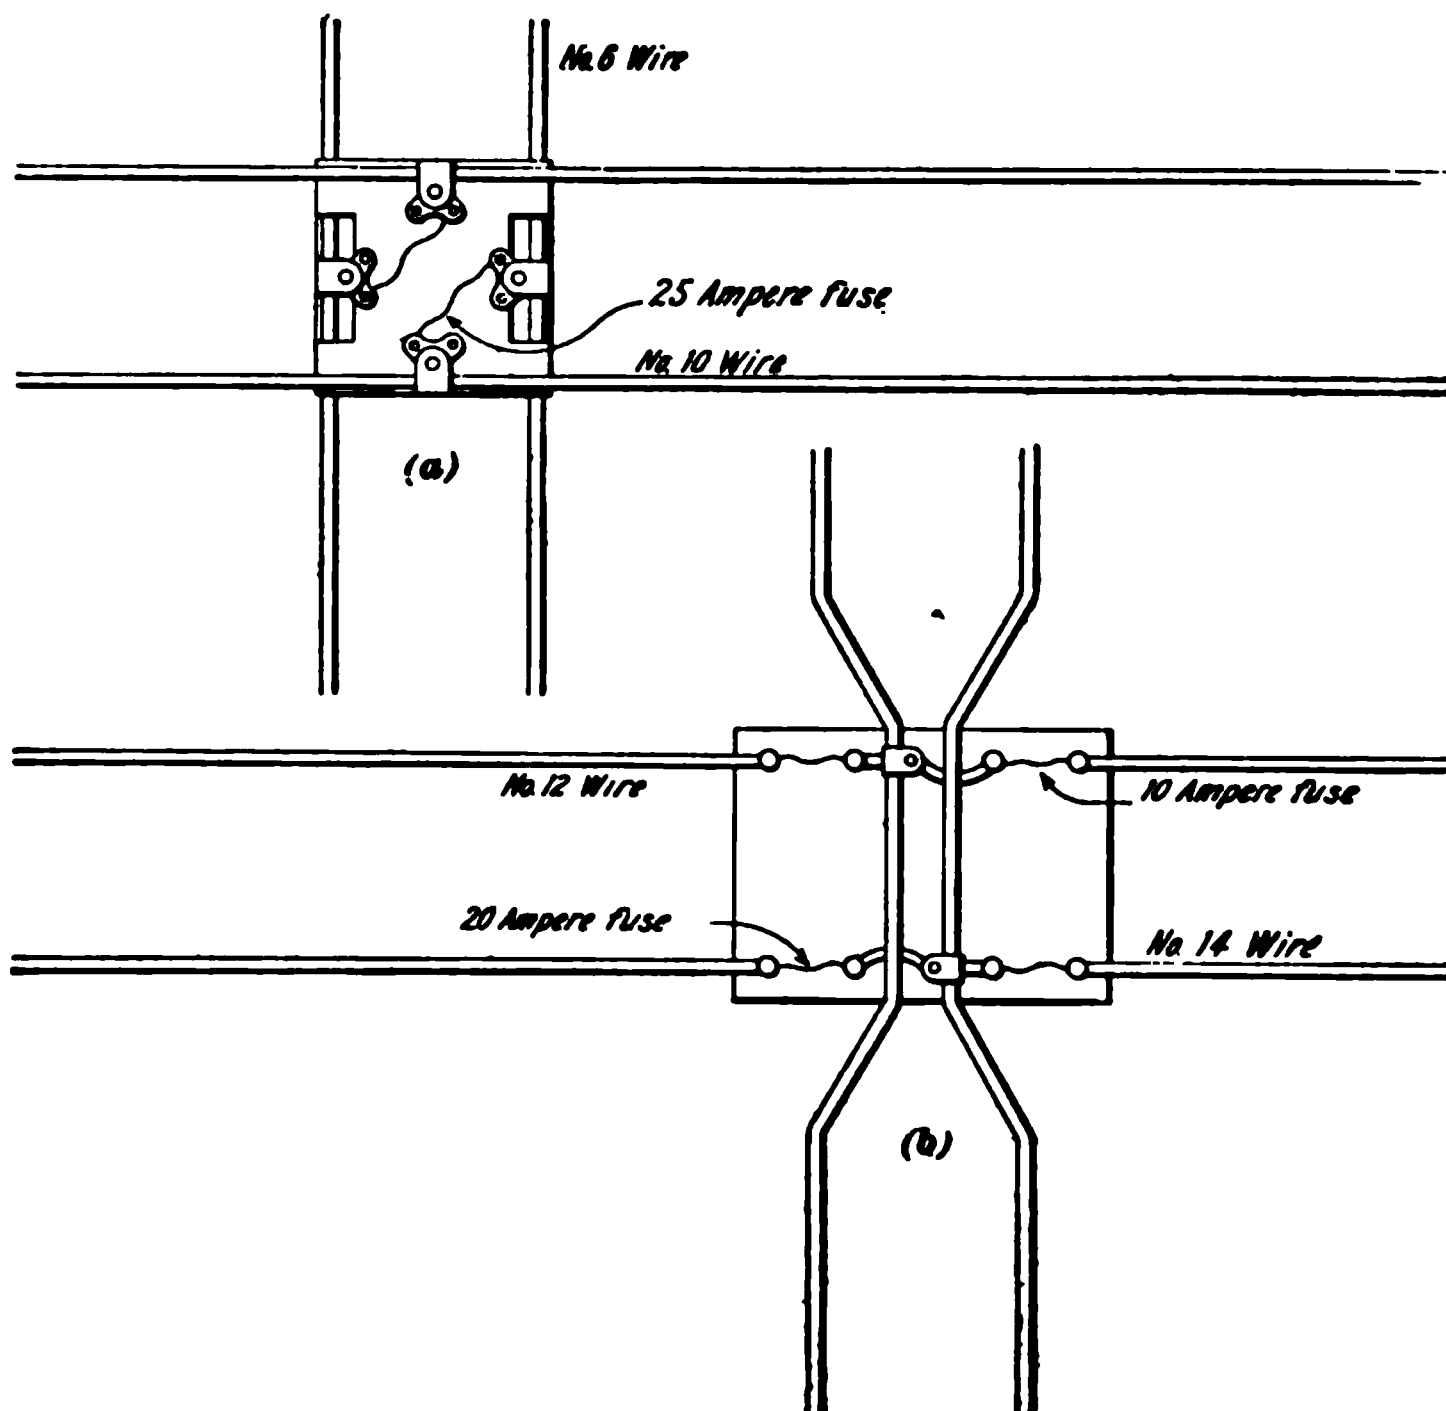 No. 6 Wire
25 Ampere fuse
No. 10 Wire
(a)
No. 12 Wire
10 Ampere fuse
20 Ampere fuse
No. 14 Wire
(b)